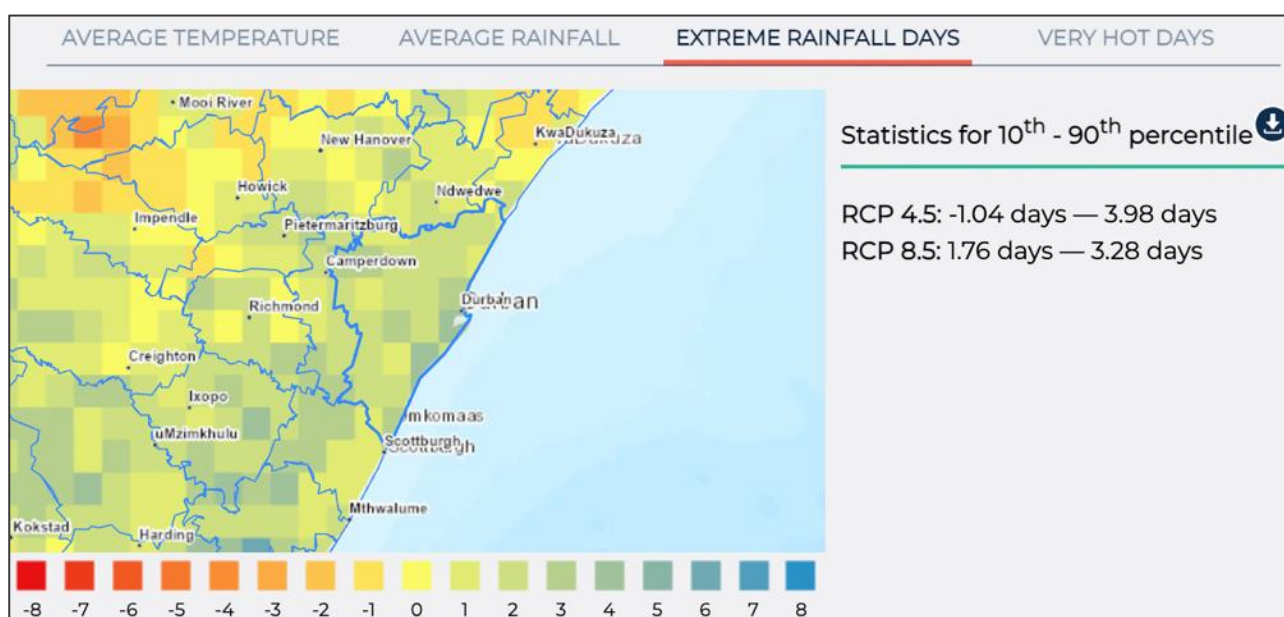 AVERAGE TEMPERATURE AVERAGE RAINFALL EXTREME RAINFALL DAYS VERY HOT DAYS
Mooi River
New Hanover
KwaDukuza
KwaDukuza
Howick
Ndwedwe
Impendle
Pietermaritzburg
Camperdown
Durban
Durban
Richmond
Creighton
Ixopo
mkomaas
uMzimkhulu
Scottburgh
Scottburgh
Mthwalume
Kokstad
Harding
-8 -7 -6 -5 -4 -3 -2 -1 0 1 2 3 4 5 6 7 8
Statistics for 10th - 90th percentile
RCP 4.5: -1.04 days — 3.98 days
RCP 8.5: 1.76 days — 3.28 days